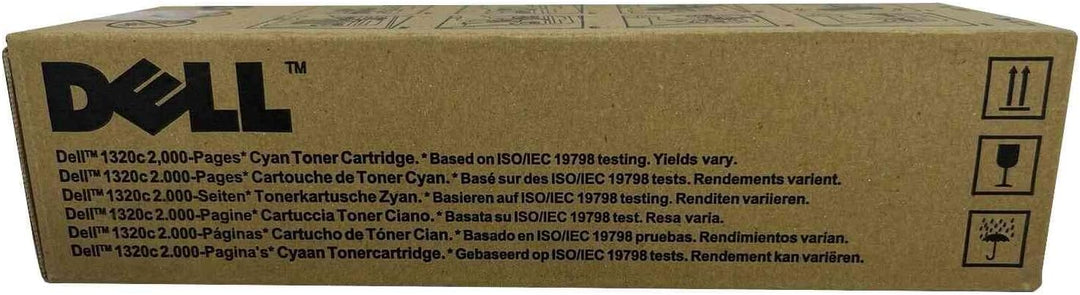 DELL™
Dell™ 1320c 2,000-Pages* Cyan Toner Cartridge. * Based on ISO/IEC 19798 testing. Yields vary.
Dell™ 1320c 2.000-Pages* Cartouche de Toner Cyan. * Basé sur des ISO/IEC 19798 tests. Rendements varient.
Dell™ 1320c 2.000-Seiten* Tonerkartusche Zyan. * Basieren auf ISO/IEC 19798 testing. Renditen variieren.
Dell™ 1320c 2.000-Pagine* Cartuccia Toner Ciano. * Basata su ISO/IEC 19798 test. Resa varia.
Dell™ 1320c 2.000-Páginas* Cartucho de Tóner Cian. * Basado en ISO/IEC 19798 pruebas. Rendimientos varian.
Dell™ 1320c 2.000-Pagina's* Cyaan Tonercartridge. * Gebaseerd op ISO/IEC 19798 tests. Rendement kan variëren.